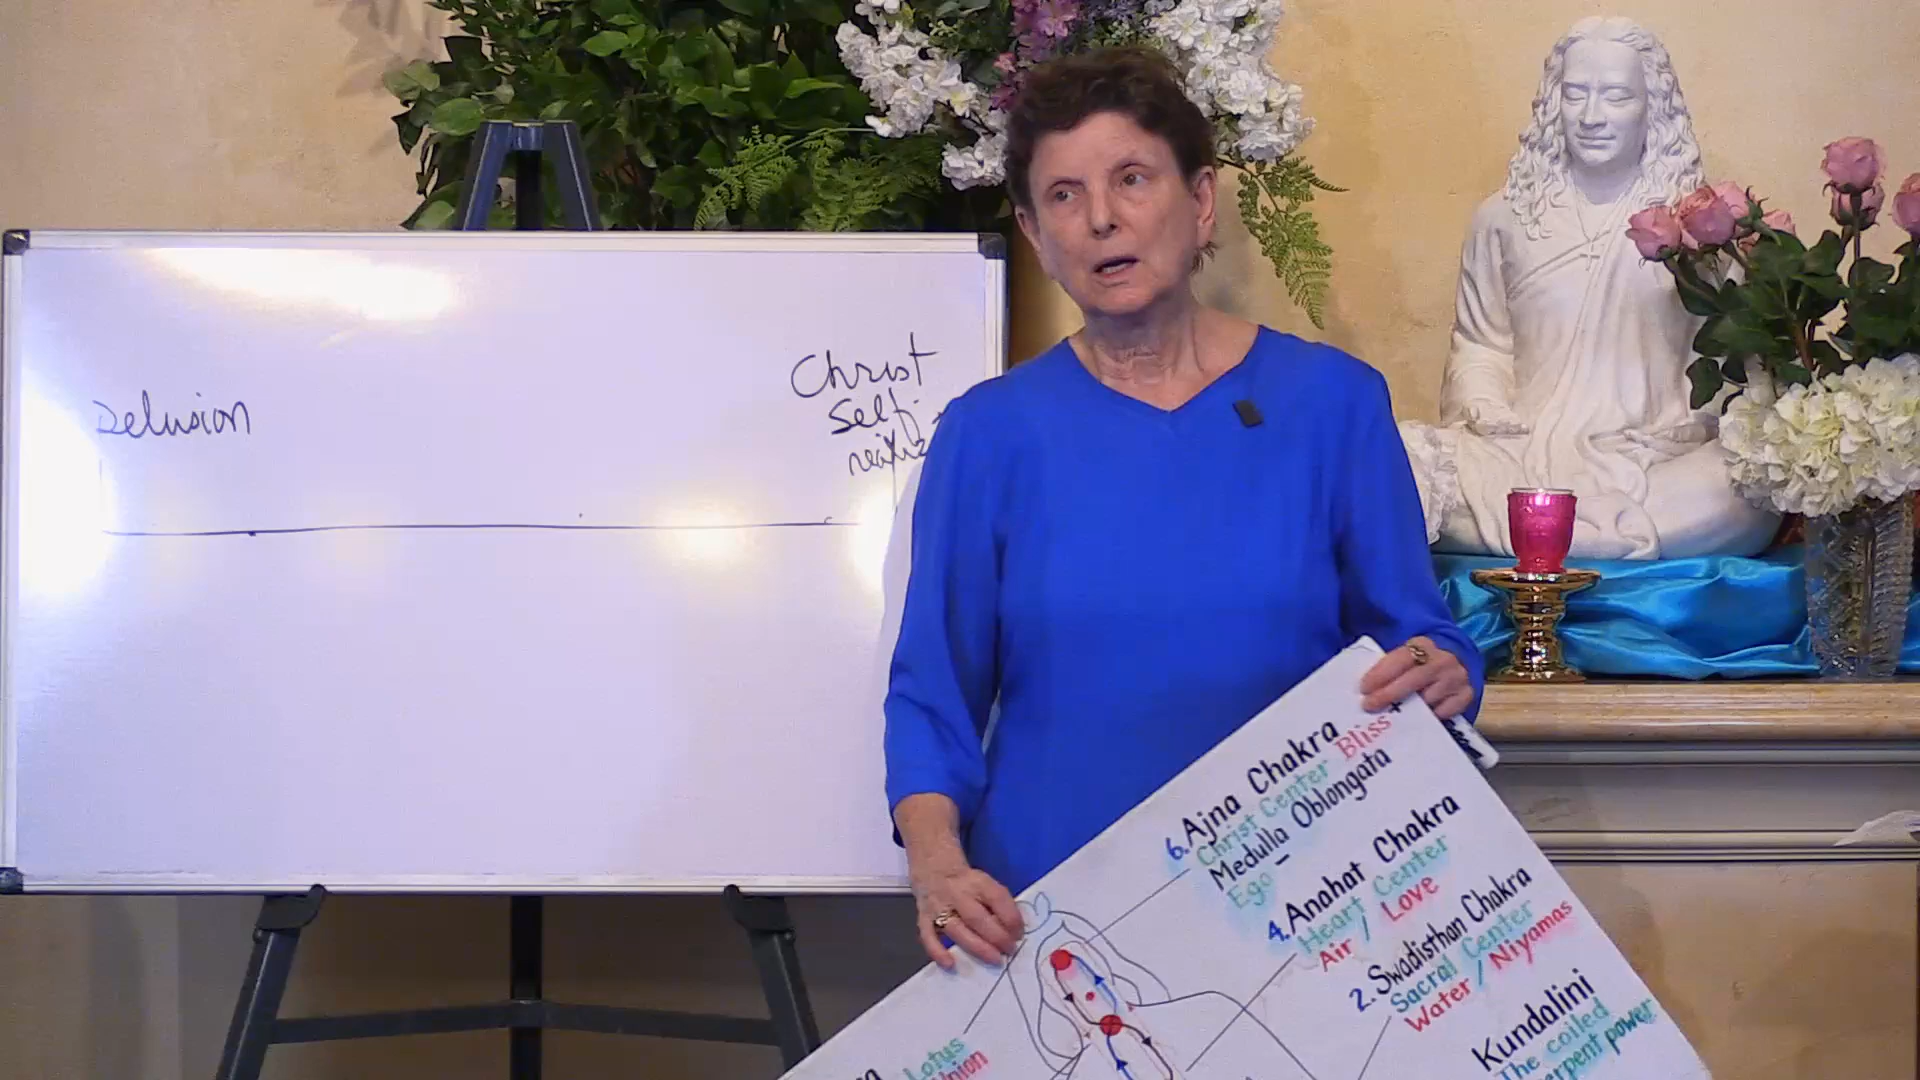 Delusion
Christ
Self-
6. Ajna Chakra
Christ Center Bliss+
Medulla Oblongata
Ego -
4. Anahat Chakra
Heart Center
Air / Love
2. Swadisthan Chakra
Sacral Center
Water / Niyamas
Kundalini
The coiled
serpent power
Lotus
Union